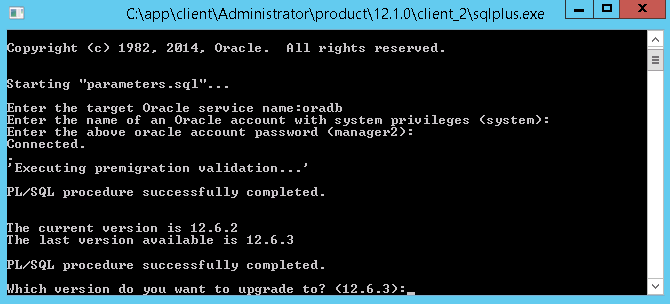 C:\app\client\Administrator\product\12.1.0\client_2\sqlplus.exe
Copyright (c) 1982, 2014, Oracle.  All rights reserved.
Starting "parameters.sql"...
Enter the target Oracle service name:oradb
Enter the name of an Oracle account with system privileges (system):
Enter the above oracle account password (manager2):
Connected.
.
'Executing premigration validation...'
PL/SQL procedure successfully completed.
The current version is 12.6.2
The last version available is 12.6.3
PL/SQL procedure successfully completed.
Which version do you want to upgrade to? (12.6.3):_